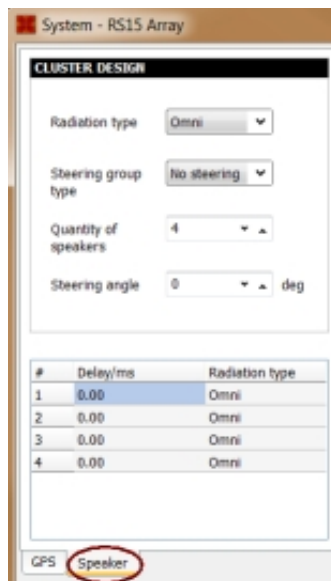 System - RS15 Array
CLUSTER DESIGN
Radiation type Omni
Steering group type No steering
Quantity of speakers 4
Steering angle 0 deg
# Delay/ms Radiation type
1 0.00 Omni
2 0.00 Omni
3 0.00 Omni
4 0.00 Omni
GPS Speaker